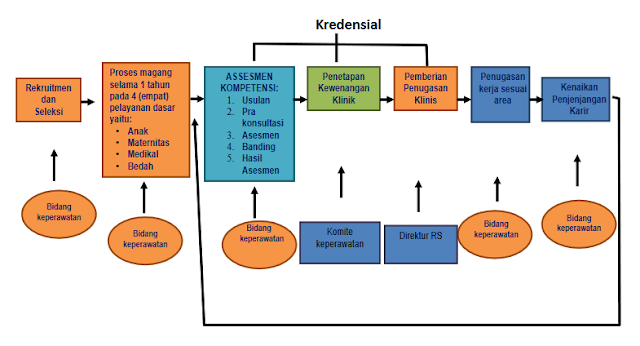 Kredensial
Rekruitmen
dan
Seleksi
Proses magang
selama 1 tahun
pada 4 (empat)
pelayanan dasar
yaitu:
• Anak
• Maternitas
• Medikal
• Bedah
ASSESMEN
KOMPETENSI:
1. Usulan
2. Pra
konsultasi
3. Asesmen
4. Banding
5. Hasil
Asesmen
Penetapan
Kewenangan
Klinik
Pemberian
Penugasan
Klinis
Penugasan
kerja sesuai
area
Kenaikan
Penjenjangan
Karir
Bidang
keperawatan
Bidang
keperawatan
Bidang
keperawatan
Komite
keperawatan
Direktur RS
Bidang
keperawatan
Bidang
keperawatan